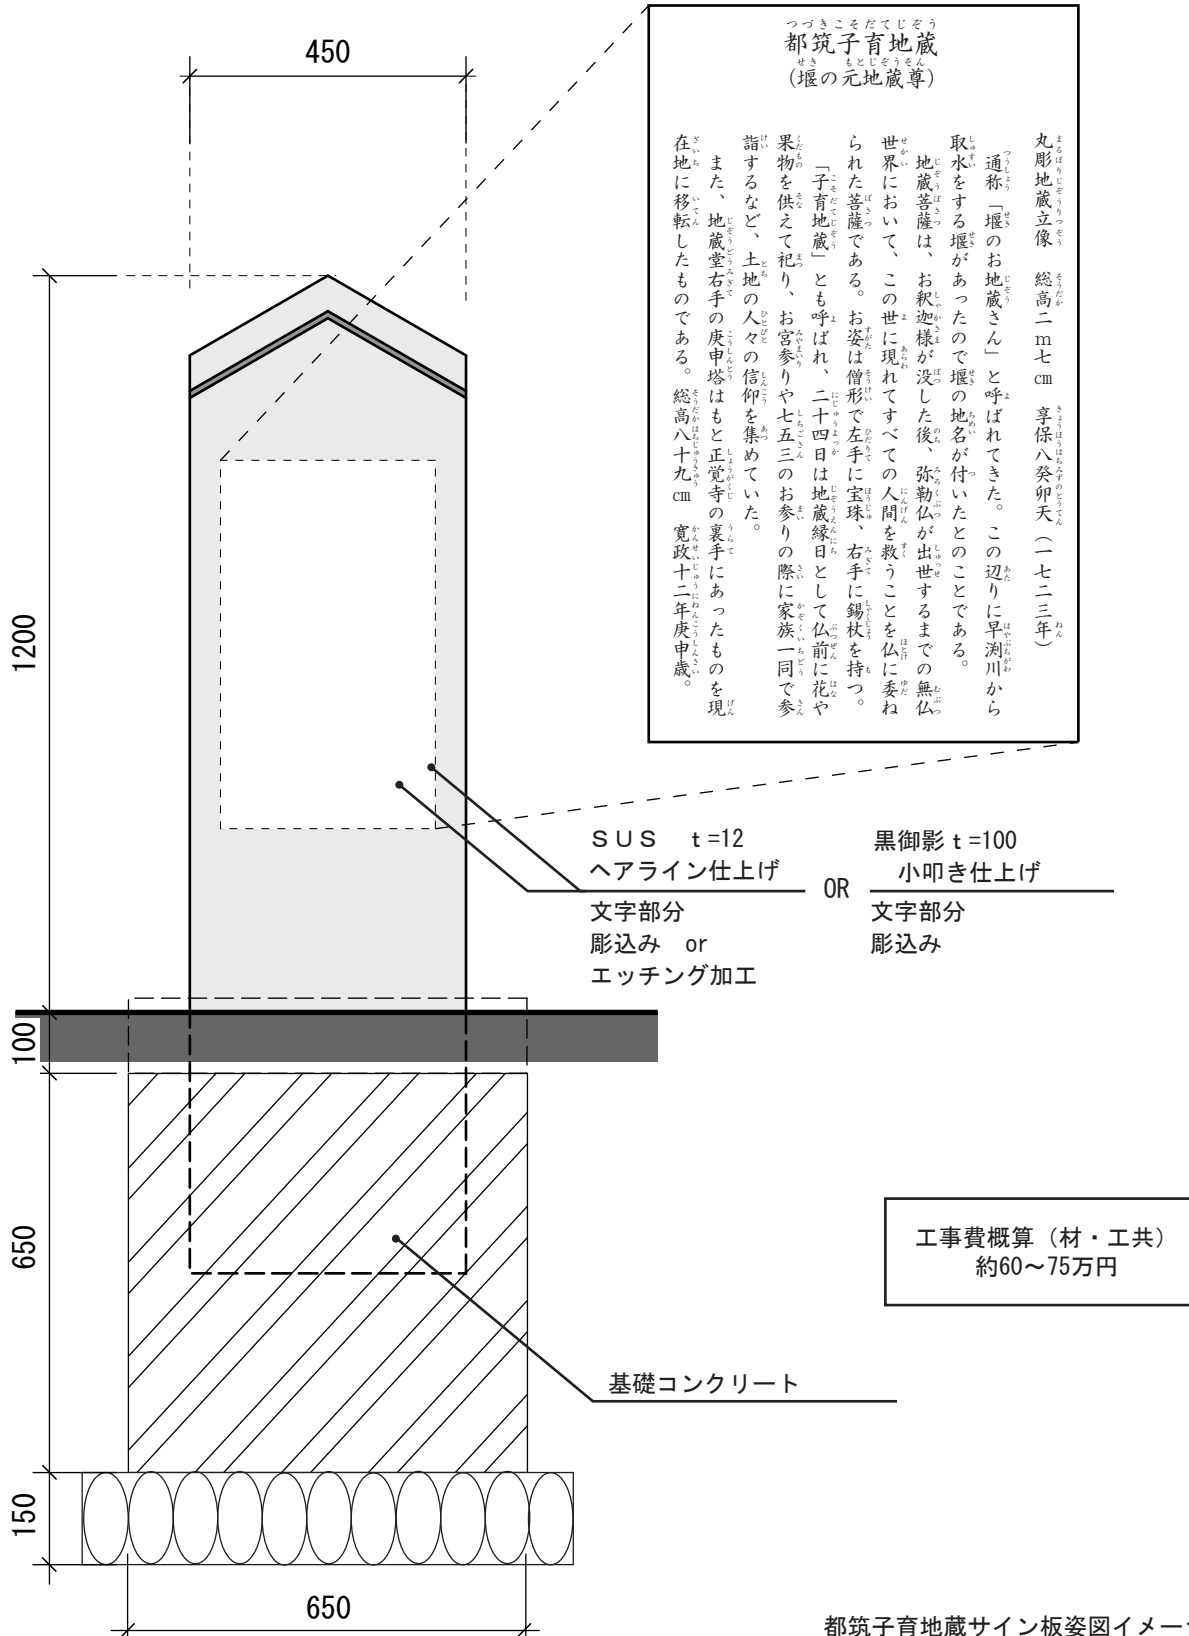 450
都筑子育地蔵
(堰の元地蔵尊)
丸彫地蔵立像　総高二m七cm　享保八癸卯天（一七二三年）
通称「堰のお地蔵さん」と呼ばれてきた。この辺りに早渕川から
取水をする堰があったので堰の地名が付いたとのことである。
地蔵菩薩は、お釈迦様が没した後、弥勒仏が出世するまでの無仏
世界において、この世に現れてすべての人間を救うことを仏に委ね
られた菩薩である。お姿は僧形で左手に宝珠、右手に錫杖を持つ。
「子育地蔵」とも呼ばれ、二十四日は地蔵縁日として仏前に花や
果物を供えて祀り、お宮参りや七五三のお参りの際に家族一同で参
詣するなど、土地の人々の信仰を集めていた。
また、地蔵堂右手の庚申塔はもと正覚寺の裏手にあったものを現
在地に移転したものである。総高八十九cm　寛政十二年庚申歳。
1200
ＳＵＳ　t=12
ヘアライン仕上げ
文字部分
彫込み　or
エッチング加工
OR
黒御影 t=100
小叩き仕上げ
文字部分
彫込み
100
650
工事費概算（材・工共）
約60～75万円
基礎コンクリート
150
650
都筑子育地蔵サイン板姿図イメー